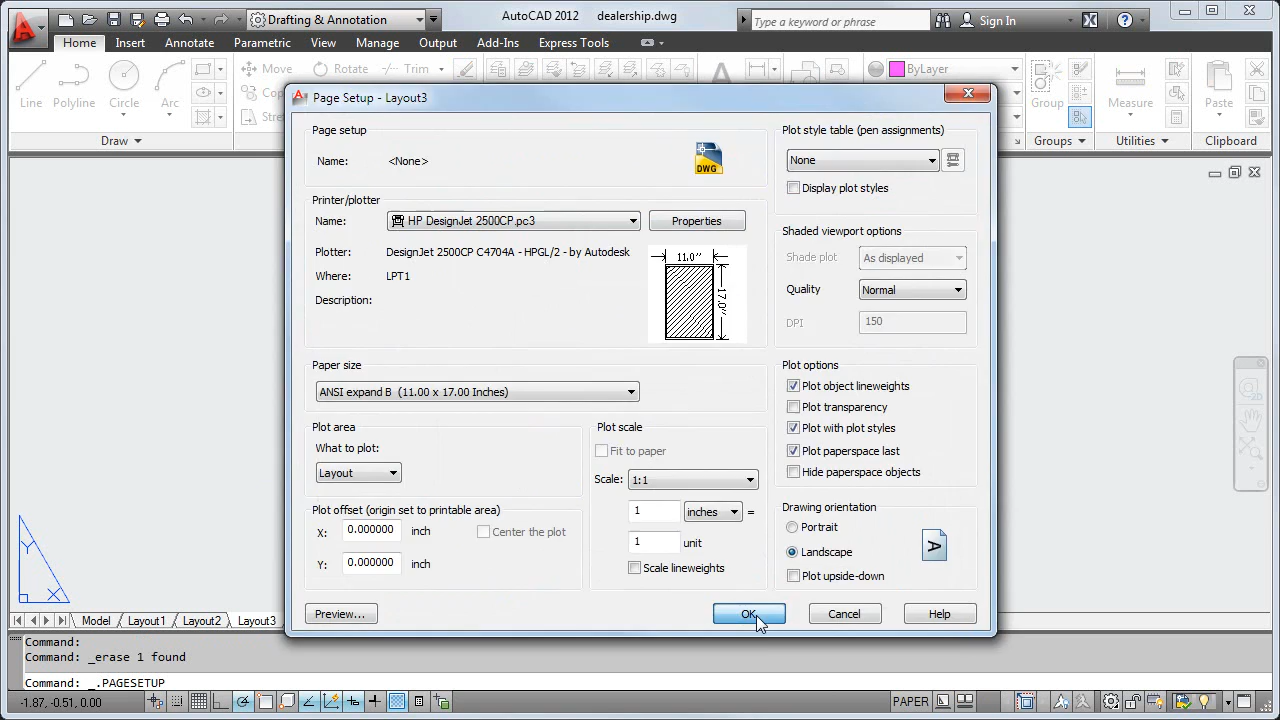 Drafting & Annotation
AutoCAD 2012 dealership.dwg
Type a keyword or phrase
Sign In
Home Insert Annotate Parametric View Manage Output Add-Ins Express Tools
Move Rotate Trim
ByLayer
Line Polyline Circle Arc
Group Measure Paste
Draw
Groups Utilities Clipboard
Page Setup - Layout3
Page setup
Name: <None>
DWG
Printer/plotter
Name: HP DesignJet 2500CP.pc3 Properties
Plotter: DesignJet 2500CP C4704A - HPGL/2 - by Autodesk
Where: LPT1
Description:
11.0''
17.0''
Paper size
ANSI expand B (11.00 x 17.00 Inches)
Plot area
What to plot:
Layout
Plot offset (origin set to printable area)
X: 0.000000 inch Center the plot
Y: 0.000000 inch
Plot scale
Fit to paper
Scale: 1:1
1 inches =
1 unit
Scale lineweights
Plot style table (pen assignments)
None
Display plot styles
Shaded viewport options
Shade plot As displayed
Quality Normal
DPI 150
Plot options
Plot object lineweights
Plot transparency
Plot with plot styles
Plot paperspace last
Hide paperspace objects
Drawing orientation
Portrait
Landscape
Plot upside-down
A
Preview... OK Cancel Help
Y
X
Model Layout1 Layout2 Layout3
Command:
Command: _erase 1 found
Command: _.PAGESETUP
-1.87, -0.51, 0.00
PAPER